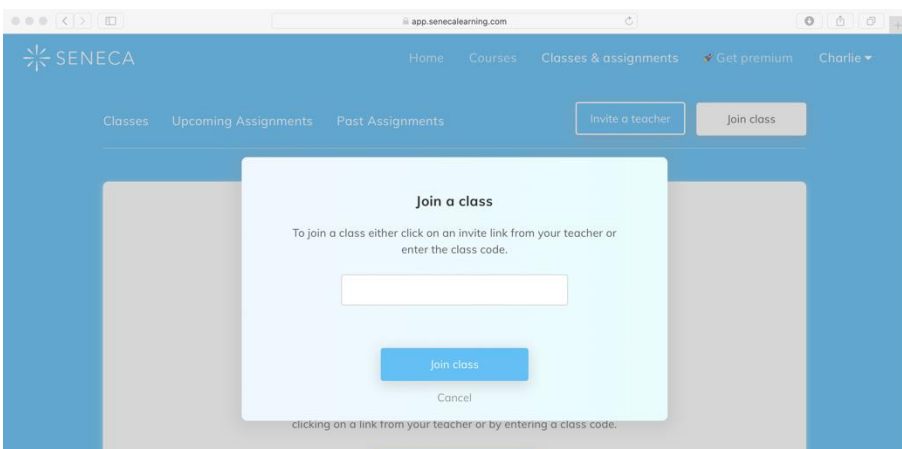 app.senecalearning.com
SENECA
Home Courses Classes & assignments Get premium Charlie
Classes Upcoming Assignments Past Assignments Invite a teacher Join class
Join a class
To join a class either click on an invite link from your teacher or
enter the class code.
Join class
Cancel
clicking on a link from your teacher or by entering a class code.